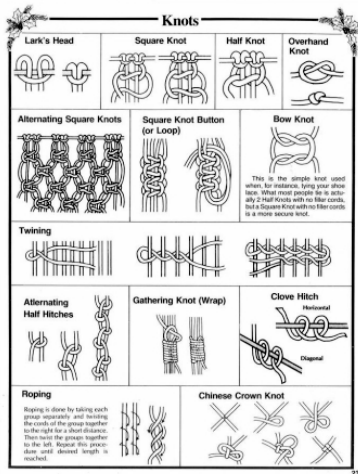 Knots
Lark's Head
Square Knot
Half Knot
Overhand
Knot
Alternating Square Knots
Square Knot Button
(or Loop)
Bow Knot
This is the simple knot used
when, for instance, tying your shoe
lace. What most people tie is actu-
ally 2 Half Knots with no filler cords,
but a Square Knot with no filler cords
is a more secure knot.
Twining
Atlernating
Half Hitches
Gathering Knot (Wrap)
Clove Hitch
Horizontal
Diagonal
Roping
Roping is done by taking each
group separately and twisting
the cords of the group together
to the right for a short distance.
Then twist the groups together
to the left. Repeat this proce-
dure until desired length is
reached.
Chinese Crown Knot